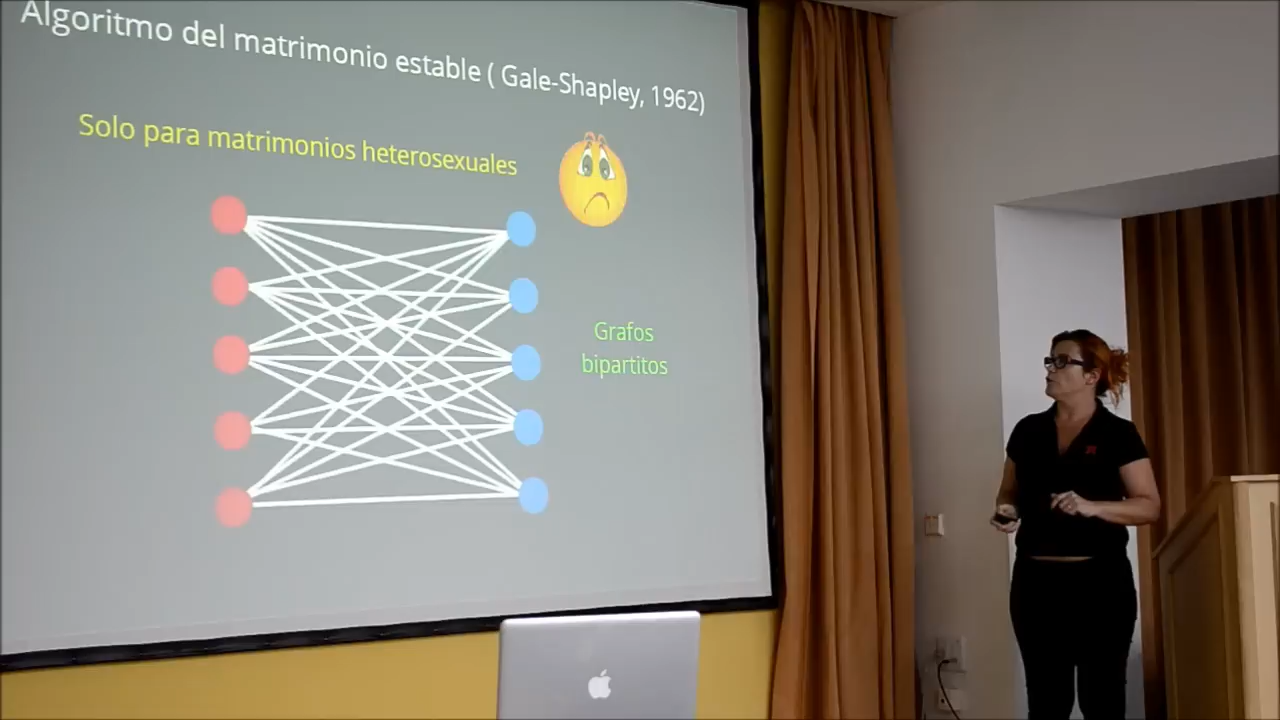 Algoritmo del matrimonio estable ( Gale-Shapley, 1962)
Solo para matrimonios heterosexuales
Grafos
bipartitos